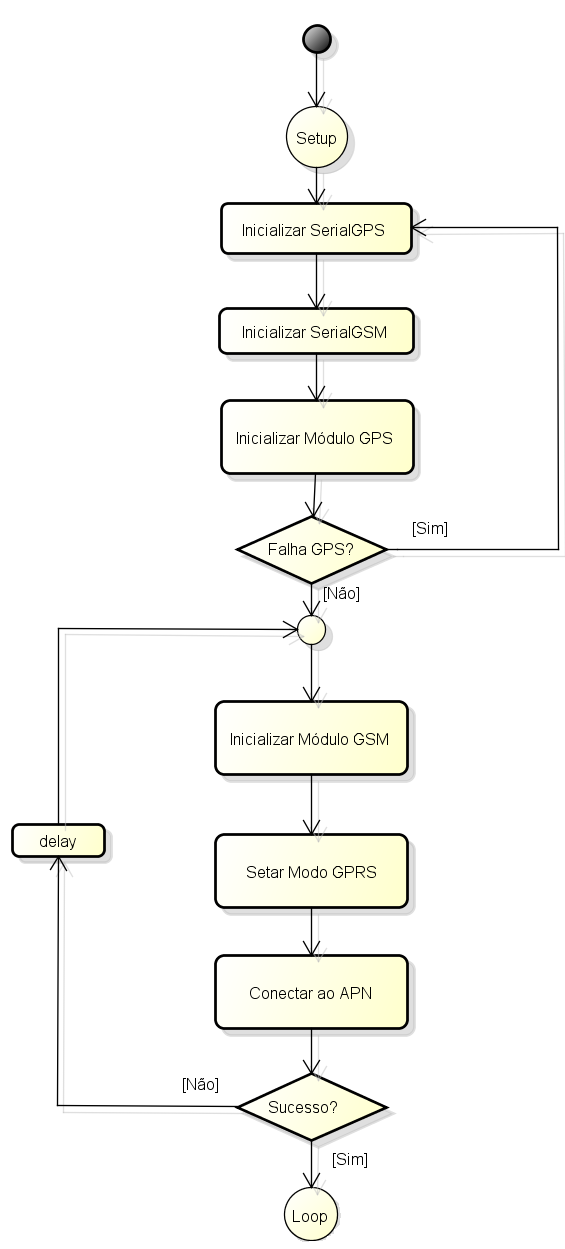 Setup
Inicializar SerialGPS
Inicializar SerialGSM
Inicializar Módulo GPS
[Sim]
Falha GPS?
[Não]
Inicializar Módulo GSM
delay
Setar Modo GPRS
Conectar ao APN
[Não]
Sucesso?
[Sim]
Loop